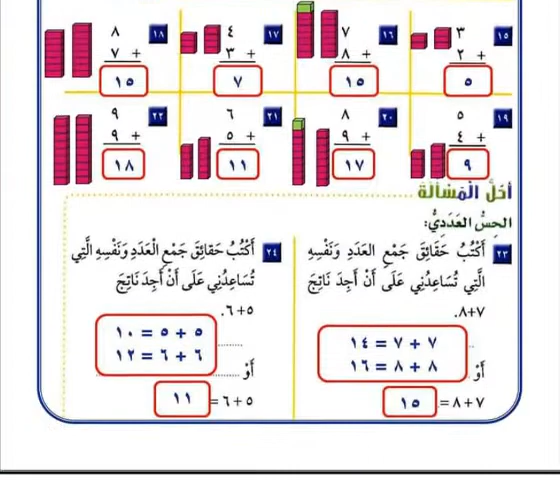 ١٥ ٣ + ٢ = ٥
١٦ ٧ + ٨ = ١٥
١٧ ٤ + ٣ = ٧
١٨ ٨ + ٧ = ١٥
١٩ ٥ + ٤ = ٩
٢٠ ٨ + ٩ = ١٧
٢١ ٦ + ٥ = ١١
٢٢ ٩ + ٩ = ١٨
أَحُلُّ الْمَسْأَلَةَ
الحِسُّ العَدَدِيُّ:
٢٣ أَكْتُبُ حَقَائِقَ جَمْعِ العَدَدِ وَنَفْسِهِ
الَّتِي تُسَاعِدُنِي عَلَى أَنْ أَجِدَ نَاتِجَ
٧+٨.
٧ + ٧ = ١٤
أَوْ ٨ + ٨ = ١٦
٧+٨= ١٥
٢٤ أَكْتُبُ حَقَائِقَ جَمْعِ الْعَدَدِ وَنَفْسِهِ الَّتِي
تُسَاعِدُنِي عَلَى أَنْ أَجِدَ نَاتِجَ
٥+٦.
٥ + ٥ = ١٠
٦ + ٦ = ١٢
أَوْ
٥+٦= ١١